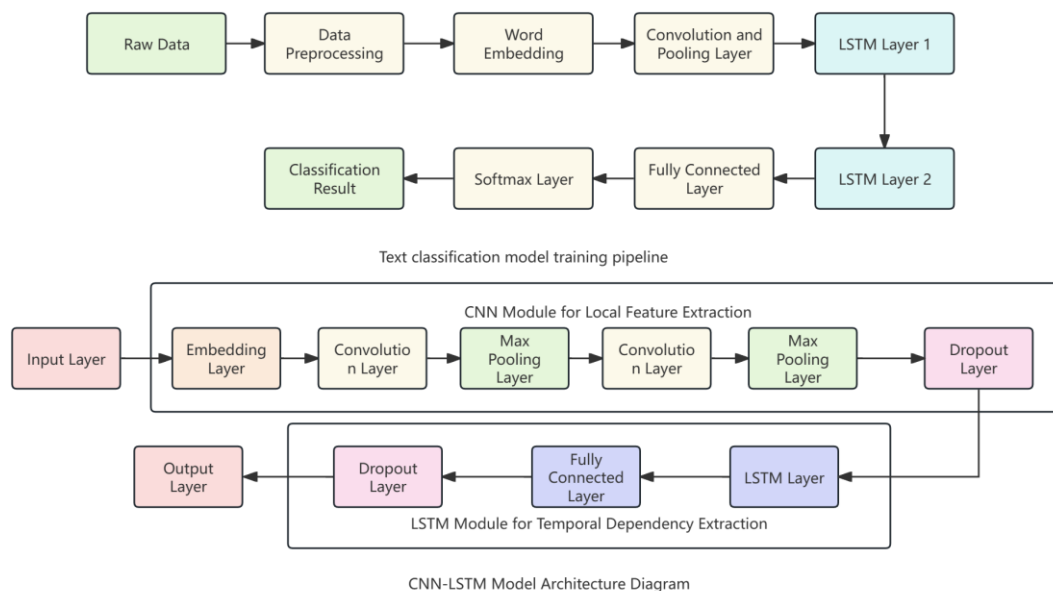 Raw Data
Data
Preprocessing
Word
Embedding
Convolution and
Pooling Layer
LSTM Layer 1
Classification
Result
Softmax Layer
Fully Connected
Layer
LSTM Layer 2
Text classification model training pipeline
CNN Module for Local Feature Extraction
Input Layer
Embedding
Layer
Convolutio
n Layer
Max
Pooling
Layer
Convolutio
n Layer
Max
Pooling
Layer
Dropout
Layer
Output
Layer
Dropout
Layer
Fully
Connected
Layer
LSTM Layer
LSTM Module for Temporal Dependency Extraction
CNN-LSTM Model Architecture Diagram